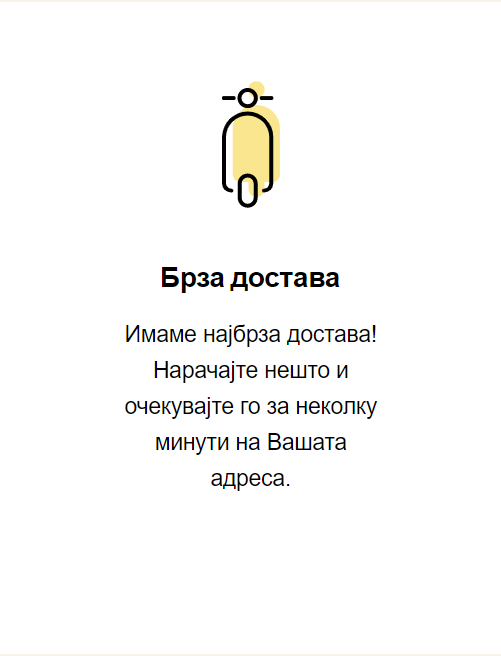 Брза достава
Имаме најбрза достава!
Нарачајте нешто и
очекувајте го за неколку
минути на Вашата
адреса.